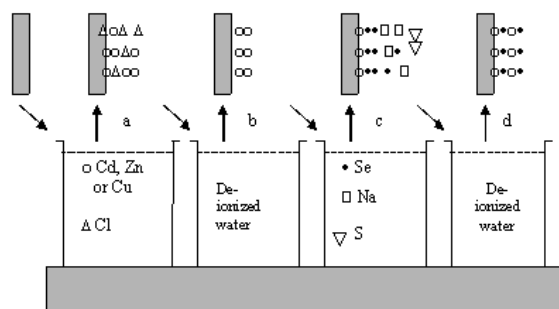 a
b
c
d
Cd, Zn
or Cu
Cl
De-
ionized
water
Se
Na
S
De-
ionized
water